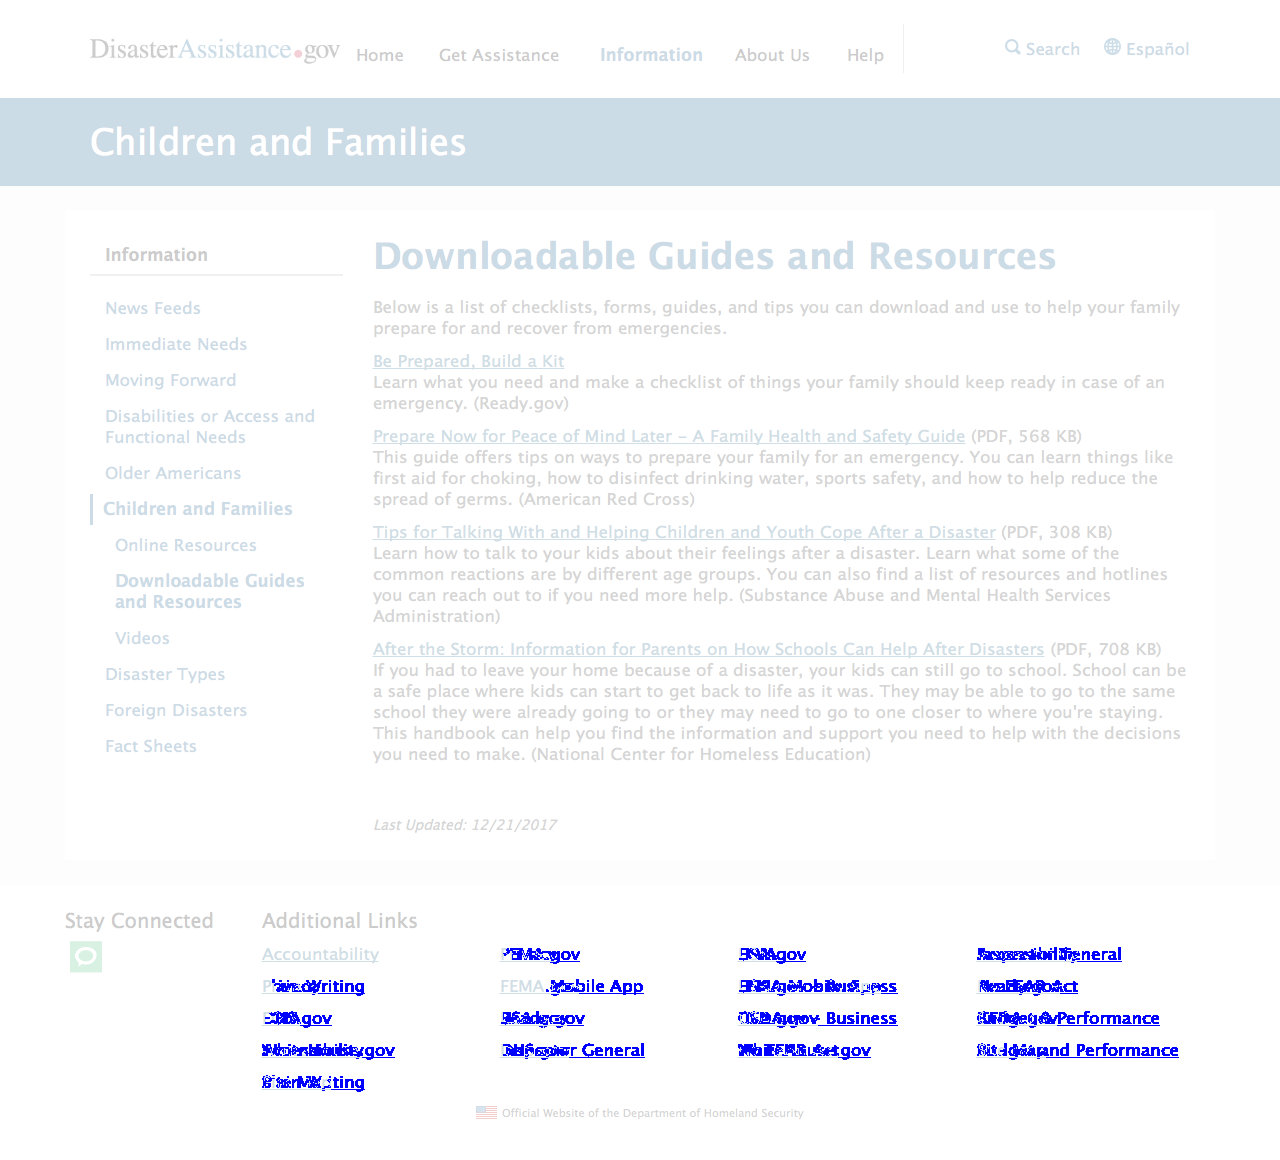 DisasterAssistance.gov Home Get Assistance Information About Us Help Search Español
Children and Families
Information
News Feeds
Immediate Needs
Moving Forward
Disabilities or Access and
Functional Needs
Older Americans
Children and Families
Online Resources
Downloadable Guides
and Resources
Videos
Disaster Types
Foreign Disasters
Fact Sheets
Downloadable Guides and Resources
Below is a list of checklists, forms, guides, and tips you can download and use to help your family
prepare for and recover from emergencies.
Be Prepared, Build a Kit
Learn what you need and make a checklist of things your family should keep ready in case of an
emergency. (Ready.gov)
Prepare Now for Peace of Mind Later – A Family Health and Safety Guide (PDF, 568 KB)
This guide offers tips on ways to prepare your family for an emergency. You can learn things like
first aid for choking, how to disinfect drinking water, sports safety, and how to help reduce the
spread of germs. (American Red Cross)
Tips for Talking With and Helping Children and Youth Cope After a Disaster (PDF, 308 KB)
Learn how to talk to your kids about their feelings after a disaster. Learn what some of the
common reactions are by different age groups. You can also find a list of resources and hotlines
you can reach out to if you need more help. (Substance Abuse and Mental Health Services
Administration)
After the Storm: Information for Parents on How Schools Can Help After Disasters (PDF, 708 KB)
If you had to leave your home because of a disaster, your kids can still go to school. School can be
a safe place where kids can start to get back to life as it was. They may be able to go to the same
school they were already going to or they may need to go to one closer to where you're staying.
This handbook can help you find the information and support you need to help with the decisions
you need to make. (National Center for Homeless Education)
Last Updated: 12/21/2017
Stay Connected
Additional Links
Accountability
Writing
Mobile App
Business
Performance
General
and Performance
Official Website of the Department of Homeland Security